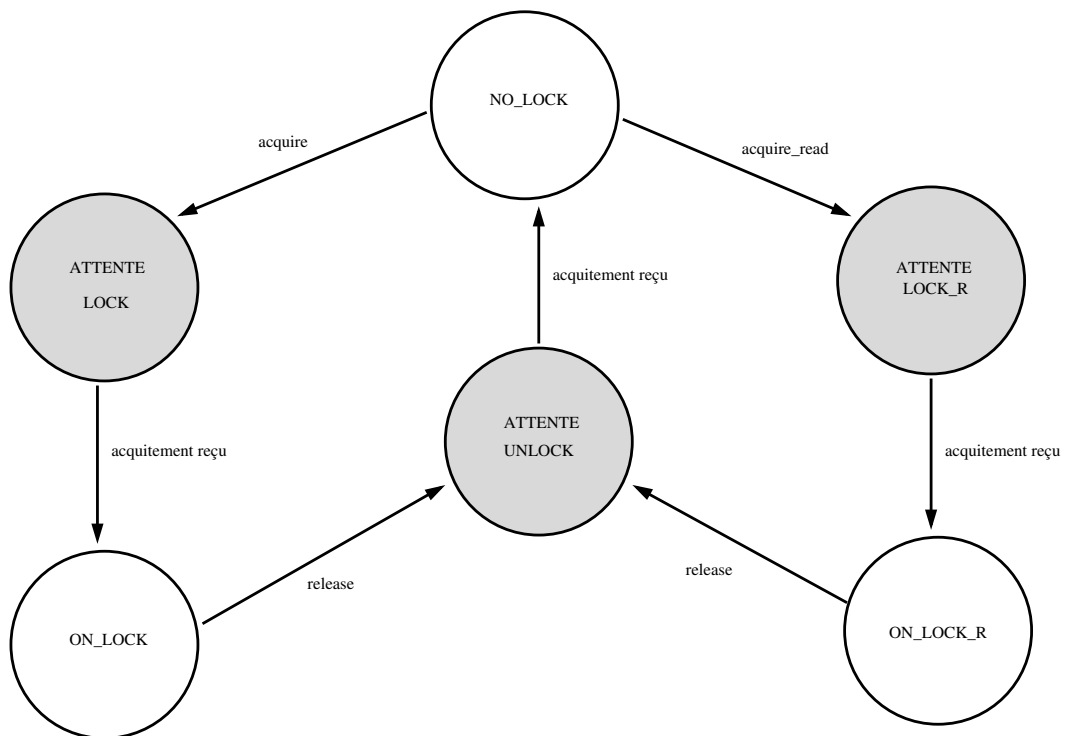 NO_LOCK
acquire
acquire_read
ATTENTE
LOCK
ATTENTE
LOCK_R
acquitement reçu
ATTENTE
UNLOCK
acquitement reçu
acquitement reçu
release
release
ON_LOCK
ON_LOCK_R